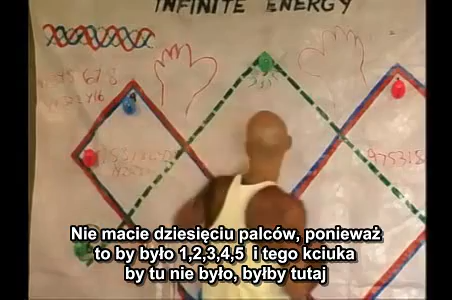 INFINITE ENERGY
Nie macie dziesięciu palców, ponieważ
to by było 1,2,3,4,5 i tego kciuka
by tu nie było, byłby tutaj